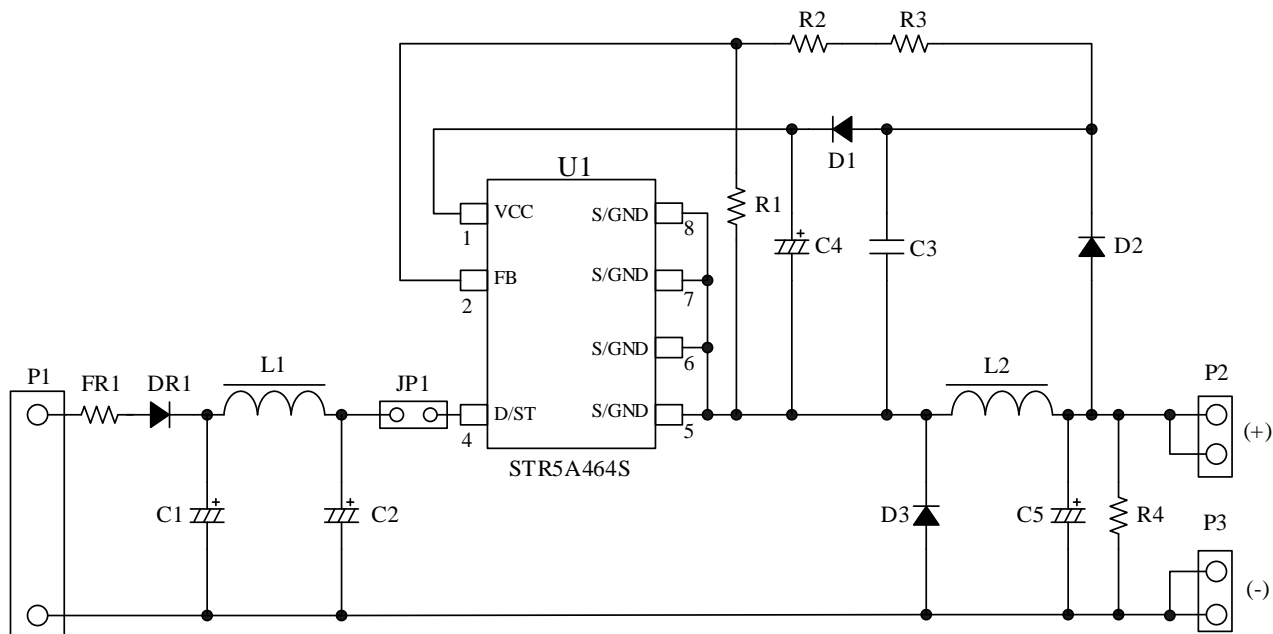 R2 R3
D1
U1
R1
C4
C3
D2
VCC
S/GND
1
8
FB
S/GND
2
7
S/GND
6
P1
FR1
DR1
L1
JP1
D/ST
S/GND
4
5
L2
P2
(+)
STR5A464S
C1
C2
D3
C5
R4
P3
(-)